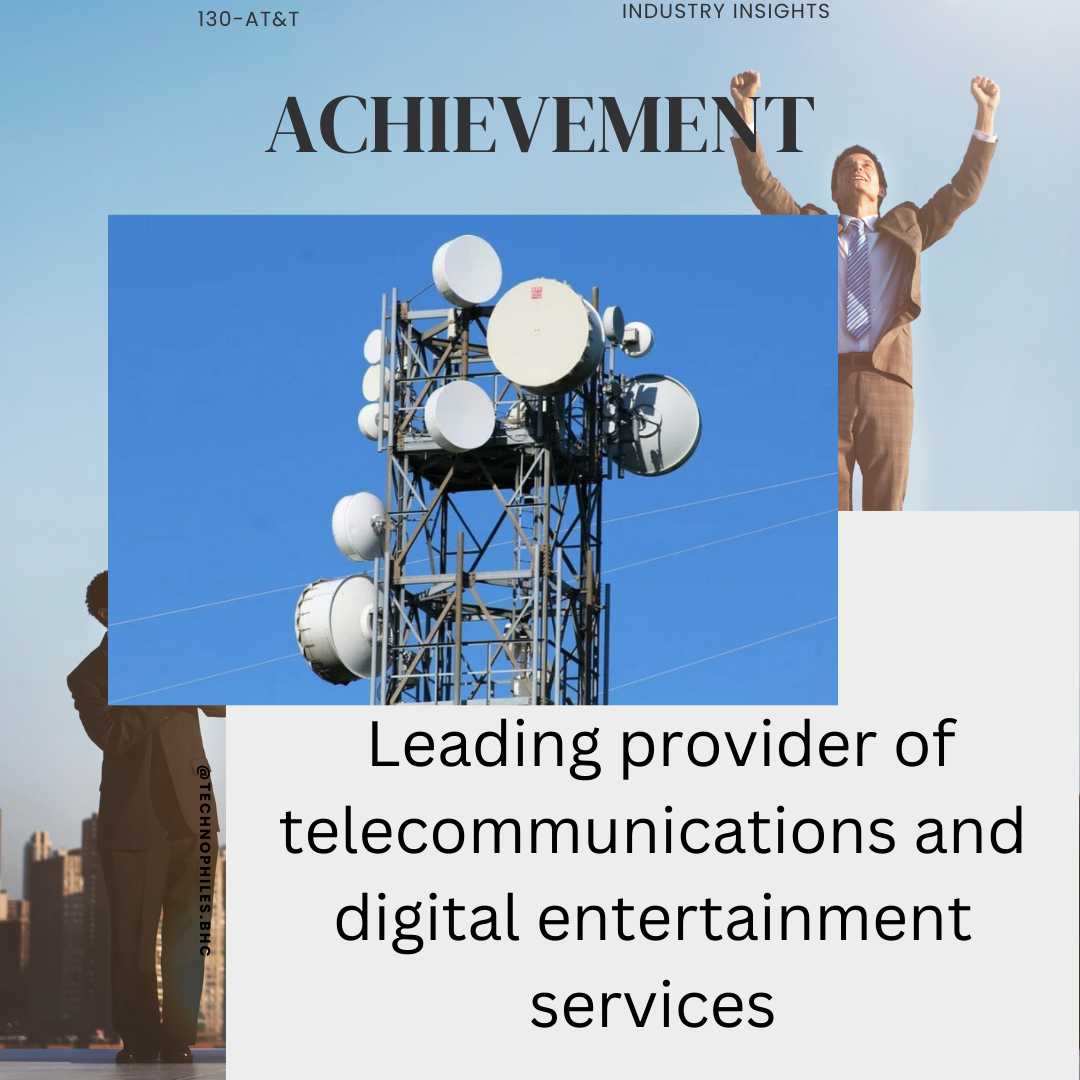 130-AT&T
INDUSTRY INSIGHTS
ACHIEVEMENT
Leading provider of
telecommunications and
digital entertainment
services
@TECHNOPHILES.BHC